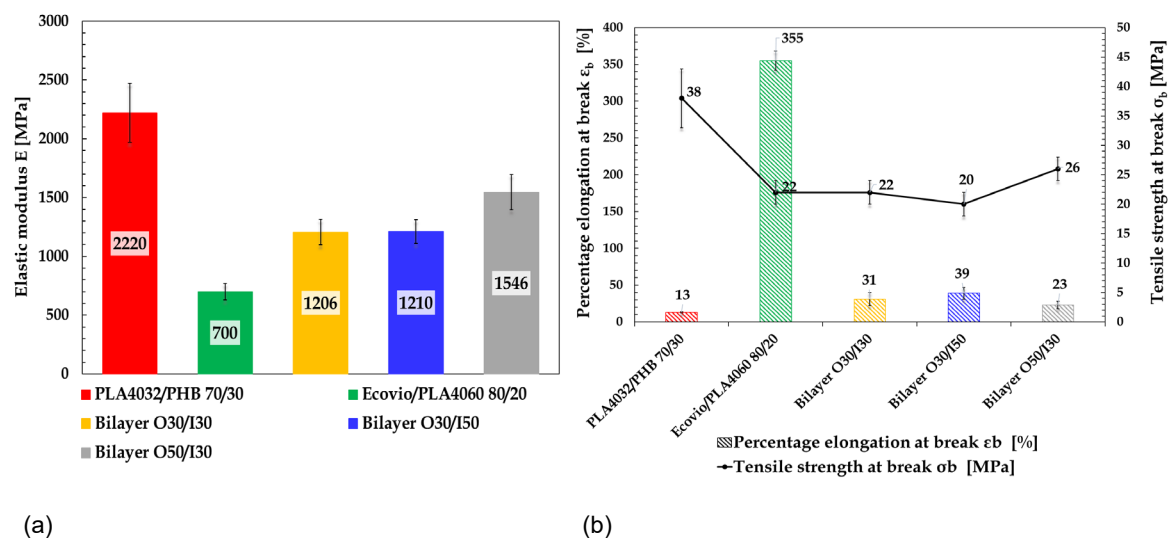 Elastic modulus E [MPa]
3000
2500
2000
1500
1000
500
0
2220
700
1206
1210
1546
PLA4032/PHB 70/30
Ecovio/PLA4060 80/20
Bilayer O30/I30
Bilayer O30/I50
Bilayer O50/I30
(a)
Percentage elongation at break ε_b [%]
400
350
300
250
200
150
100
50
0
Tensile strength at break σ_b [MPa]
50
45
40
35
30
25
20
15
10
5
0
355
38
22
22
20
26
13
31
39
23
PLA4032/PHB 70/30
Ecovio/PLA4060 80/20
Bilayer O30/I30
Bilayer O30/I50
Bilayer O50/I30
Percentage elongation at break εb [%]
Tensile strength at break σb [MPa]
(b)